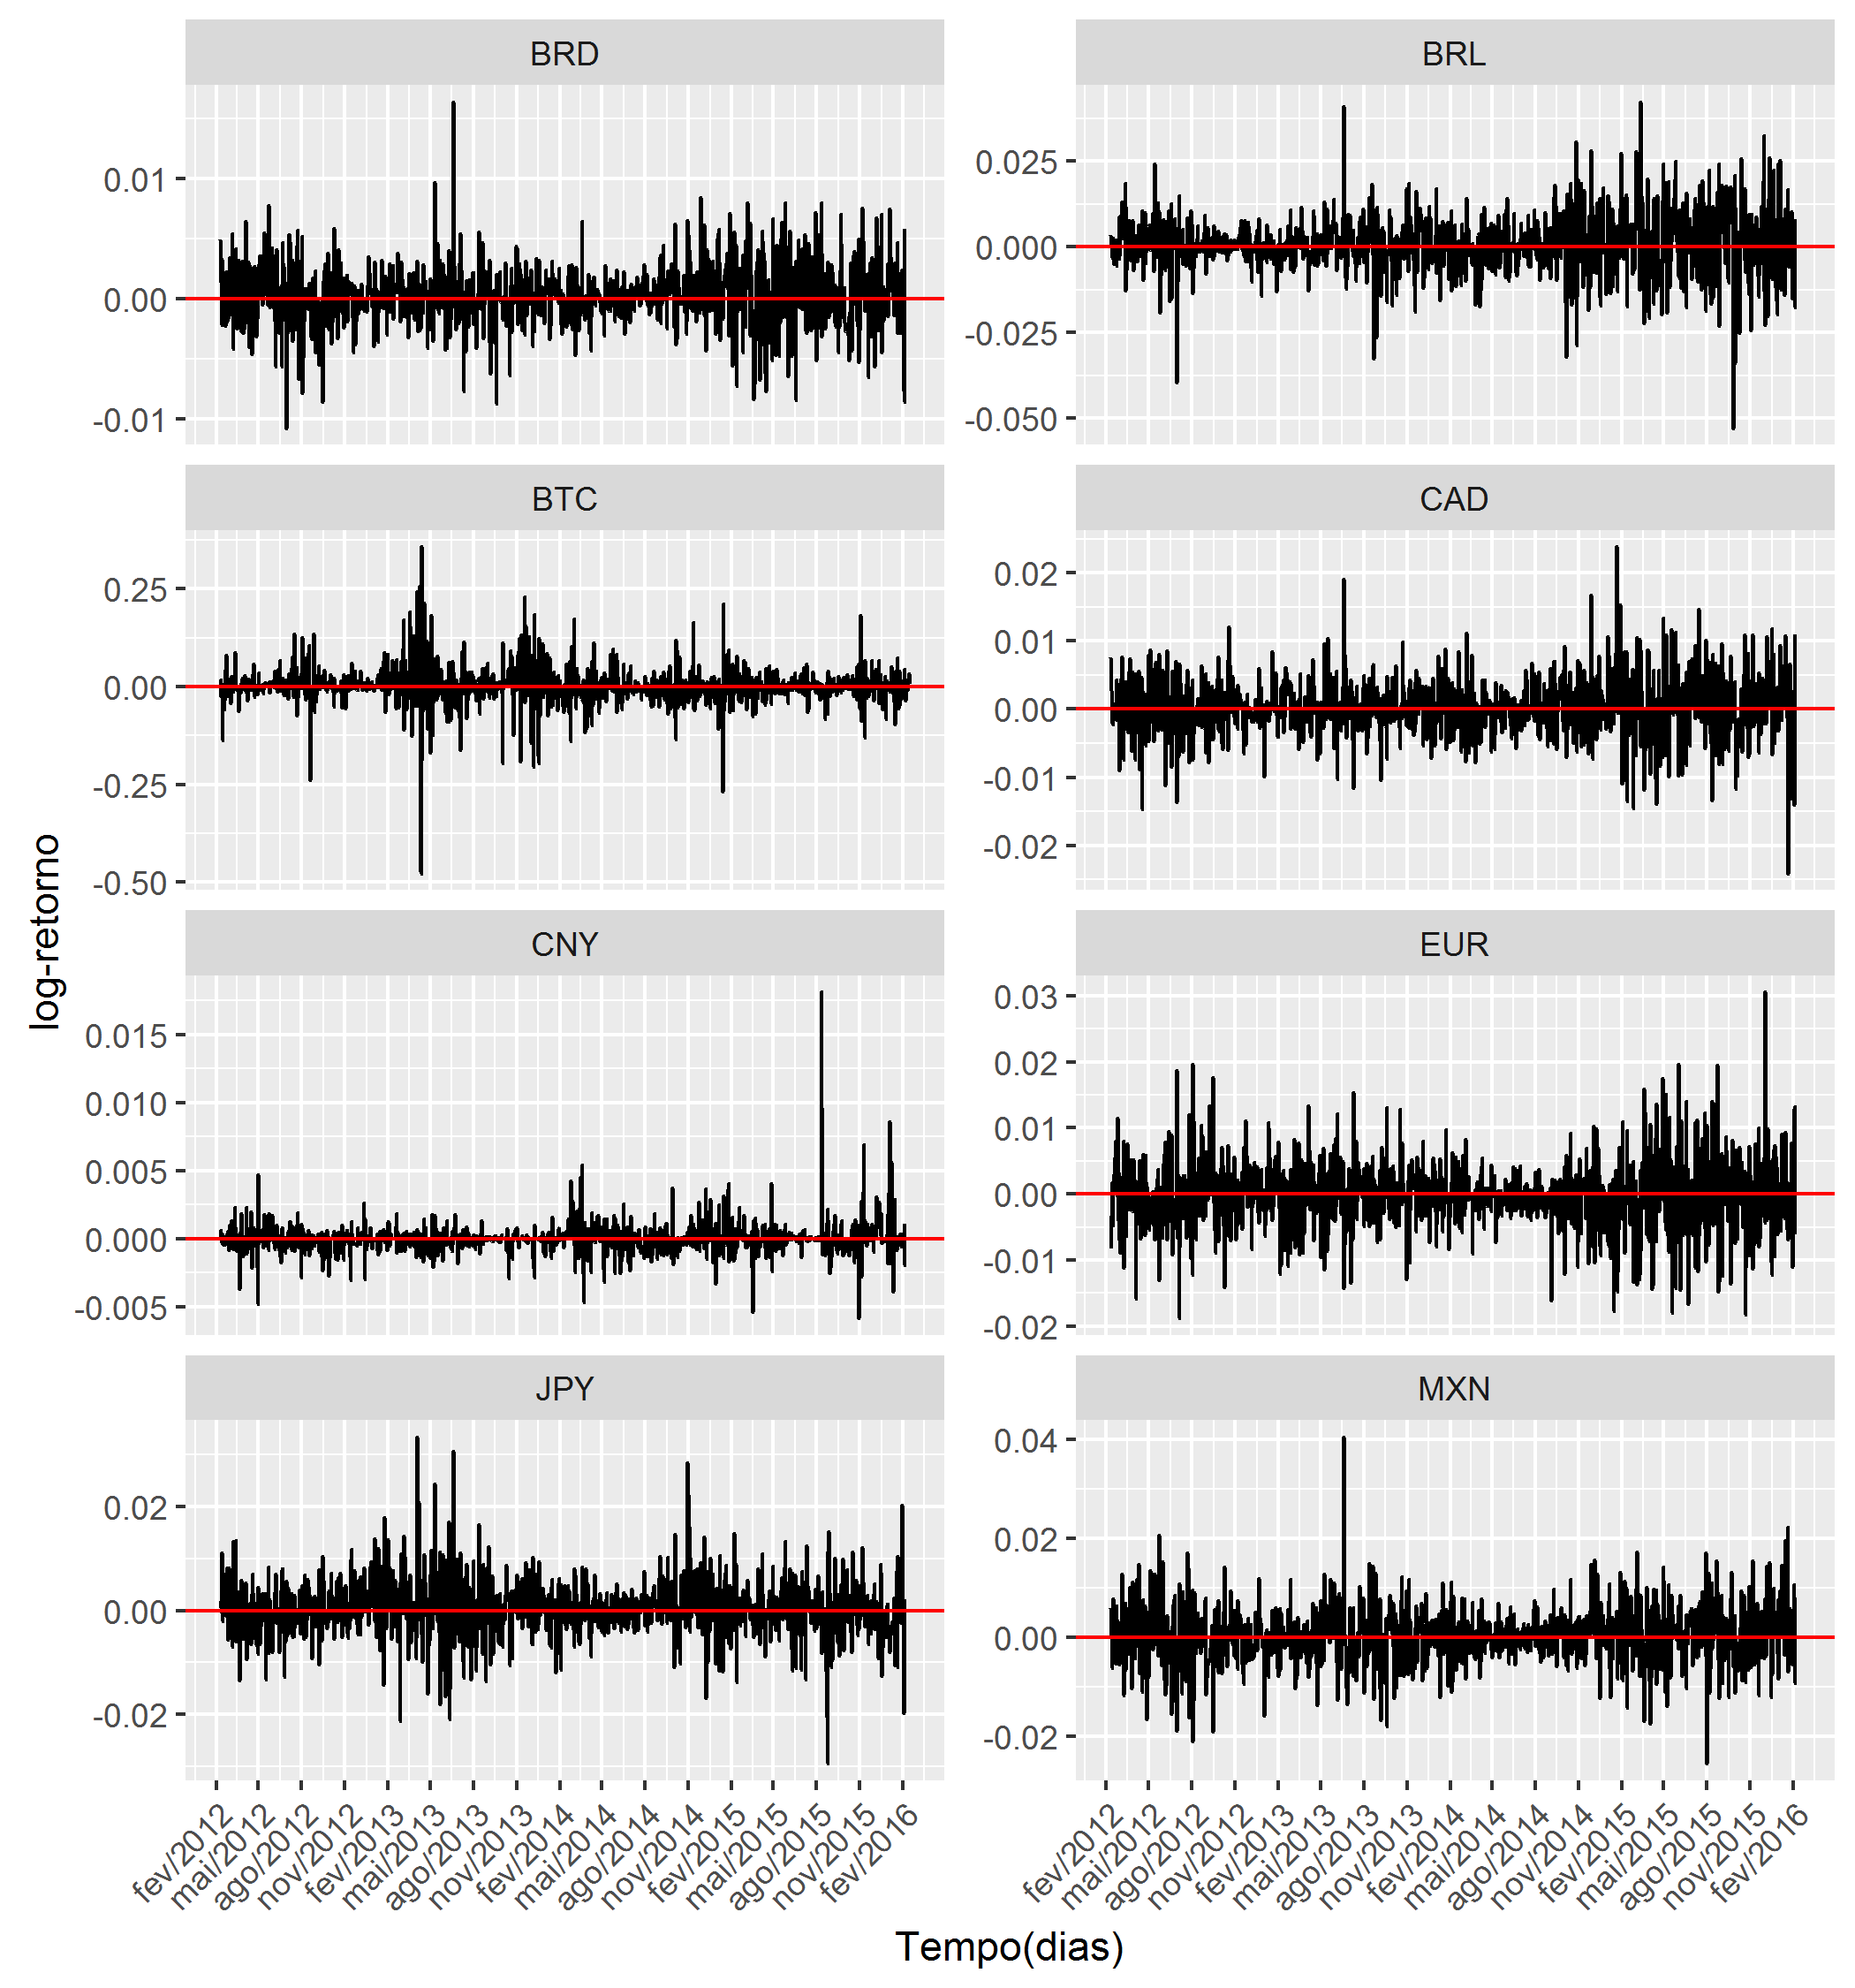 BRD
BRL
0.01
0.00
-0.01
0.025
0.000
-0.025
-0.050
BTC
CAD
0.25
0.00
-0.25
-0.50
0.02
0.01
0.00
-0.01
-0.02
CNY
EUR
0.015
0.010
0.005
0.000
-0.005
0.03
0.02
0.01
0.00
-0.01
-0.02
JPY
MXN
0.02
0.00
-0.02
0.04
0.02
0.00
-0.02
fev/2012
mai/2012
ago/2012
nov/2012
fev/2013
mai/2013
ago/2013
nov/2013
fev/2014
mai/2014
ago/2014
nov/2014
fev/2015
mai/2015
ago/2015
nov/2015
fev/2016
fev/2012
mai/2012
ago/2012
nov/2012
fev/2013
mai/2013
ago/2013
nov/2013
fev/2014
mai/2014
ago/2014
nov/2014
fev/2015
mai/2015
ago/2015
nov/2015
fev/2016
log-retorno
Tempo(dias)